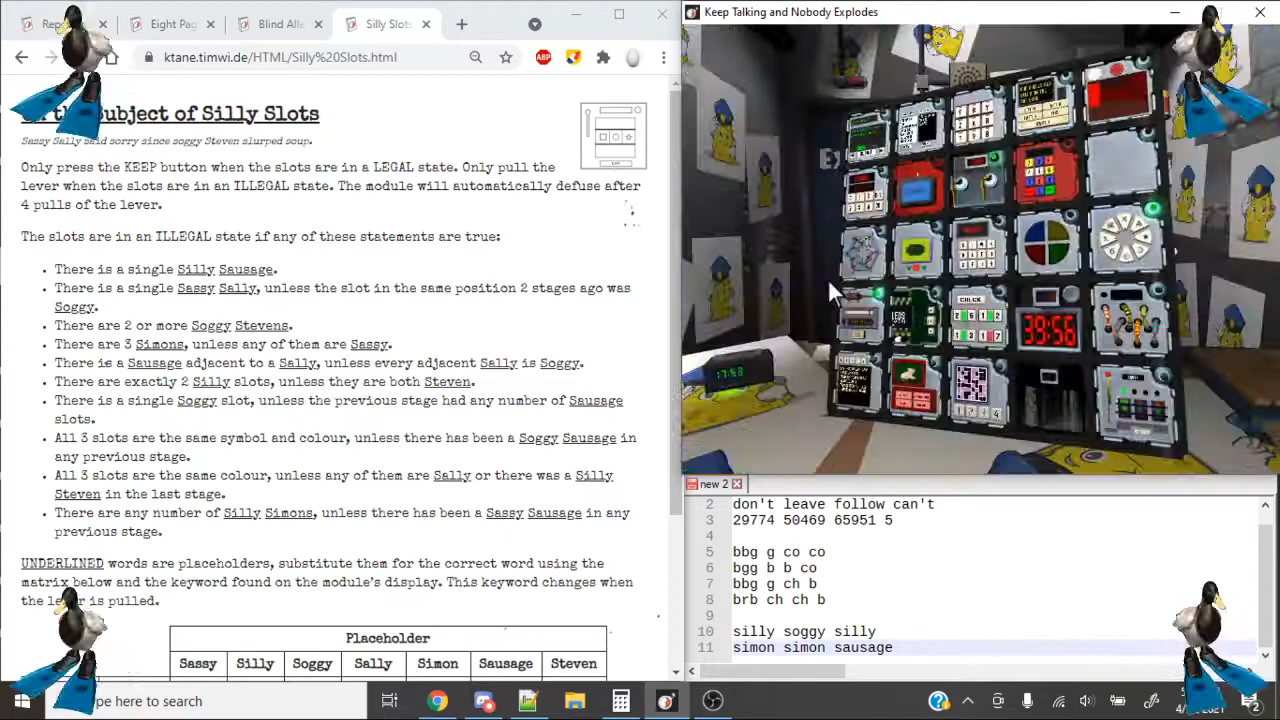 Rep
Eight Pag
Blind Alle
Silly Slots
Keep Talking and Nobody Explodes
ktane.timwi.de/HTML/Silly%20Slots.html
ABP
Subject of Silly Slots
Sassy Sally said sorry since soggy Steven slurped soup.
Only press the KEEP button when the slots are in a LEGAL state. Only pull the
lever when the slots are in an ILLEGAL state. The module will automatically defuse after
4 pulls of the lever.
The slots are in an ILLEGAL state if any of these statements are true:
There is a single Silly Sausage.
There is a single Sassy Sally, unless the slot in the same position 2 stages ago was
Soggy.
There are 2 or more Soggy Stevens.
There are 3 Simons, unless any of them are Sassy.
There is a Sausage adjacent to a Sally, unless every adjacent Sally is Soggy.
There are exactly 2 Silly slots, unless they are both Steven.
There is a single Soggy slot, unless the previous stage had any number of Sausage
slots.
All 3 slots are the same symbol and colour, unless there has been a Soggy Sausage in
any previous stage.
All 3 slots are the same colour, unless any of them are Sally or there was a Silly
Steven in the last stage.
There are any number of Silly Simons, unless there has been a Sassy Sausage in any
previous stage.
UNDERLINED words are placeholders, substitute them for the correct word using the
matrix below and the keyword found on the module's display. This keyword changes when
the is pulled.
Placeholder
Sassy Silly Soggy Sally Simon Sausage Steven
17:53
CHECK
2 6 1 2
39:56
new 2
2 don't leave follow can't
3 29774 50469 65951 5
4
5 bbg g co co
6 bgg b b co
7 bbg g ch b
8 brb ch ch b
9
10 silly soggy silly
11 simon simon sausage
here to search